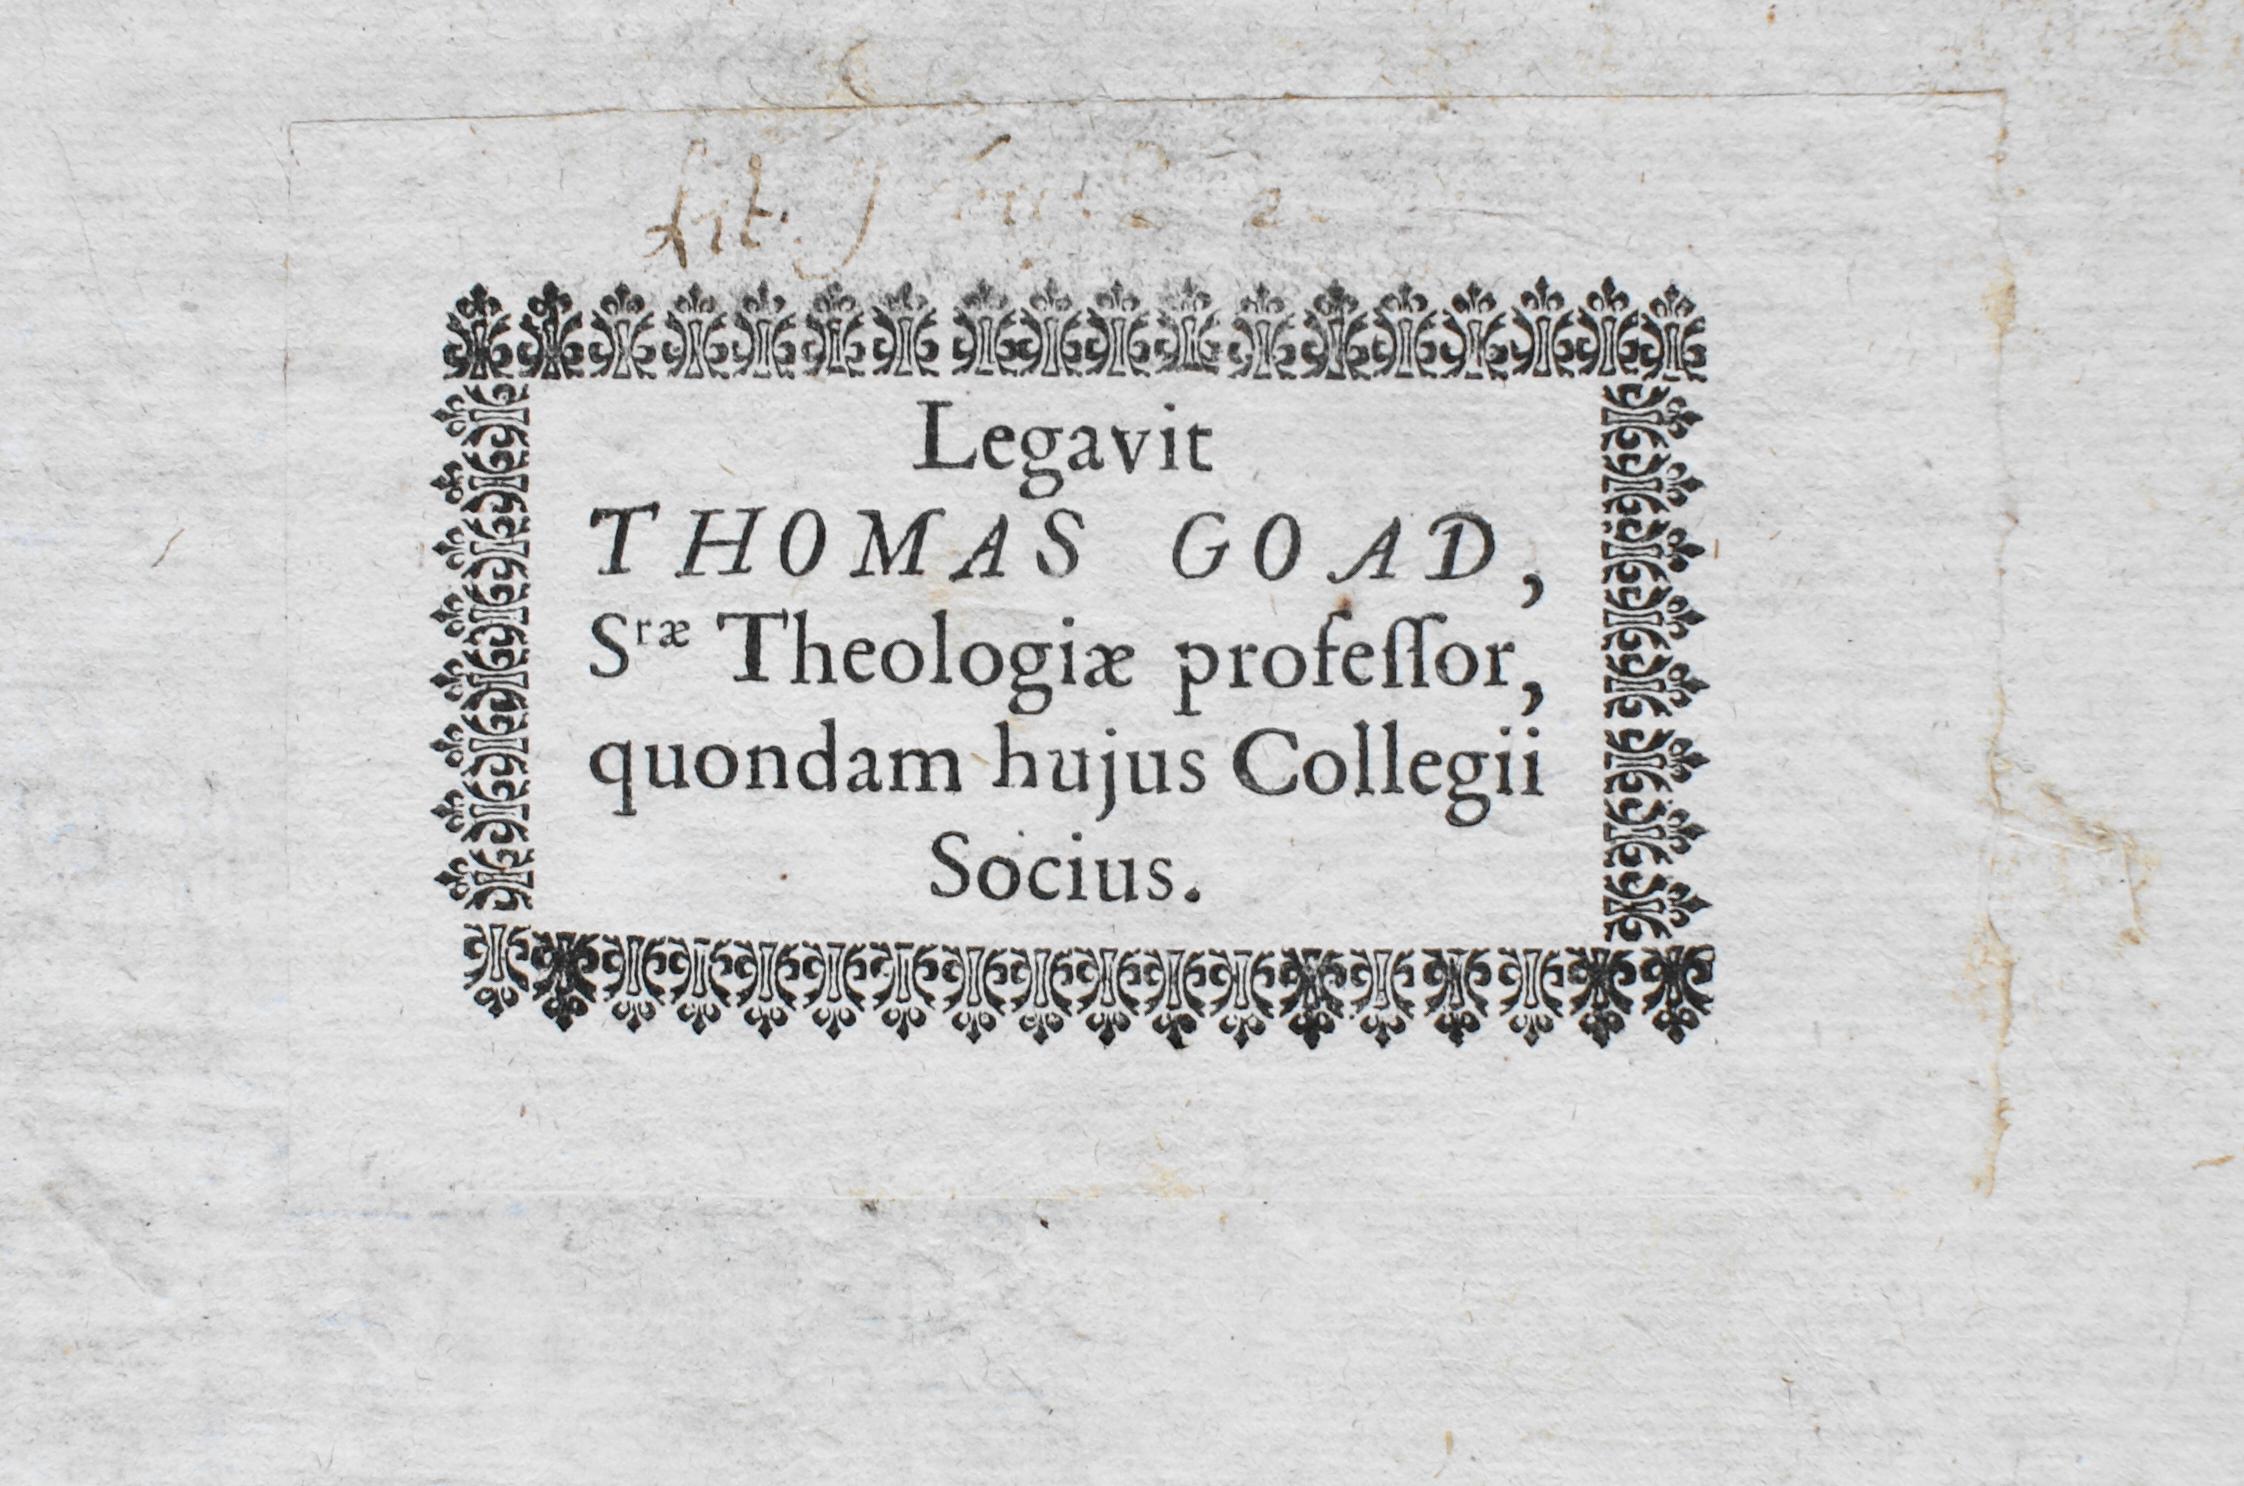 Legavit
THOMAS GOAD,
Sʳæ Theologiæ profeſſor,
quondam hujus Collegii
Socius.